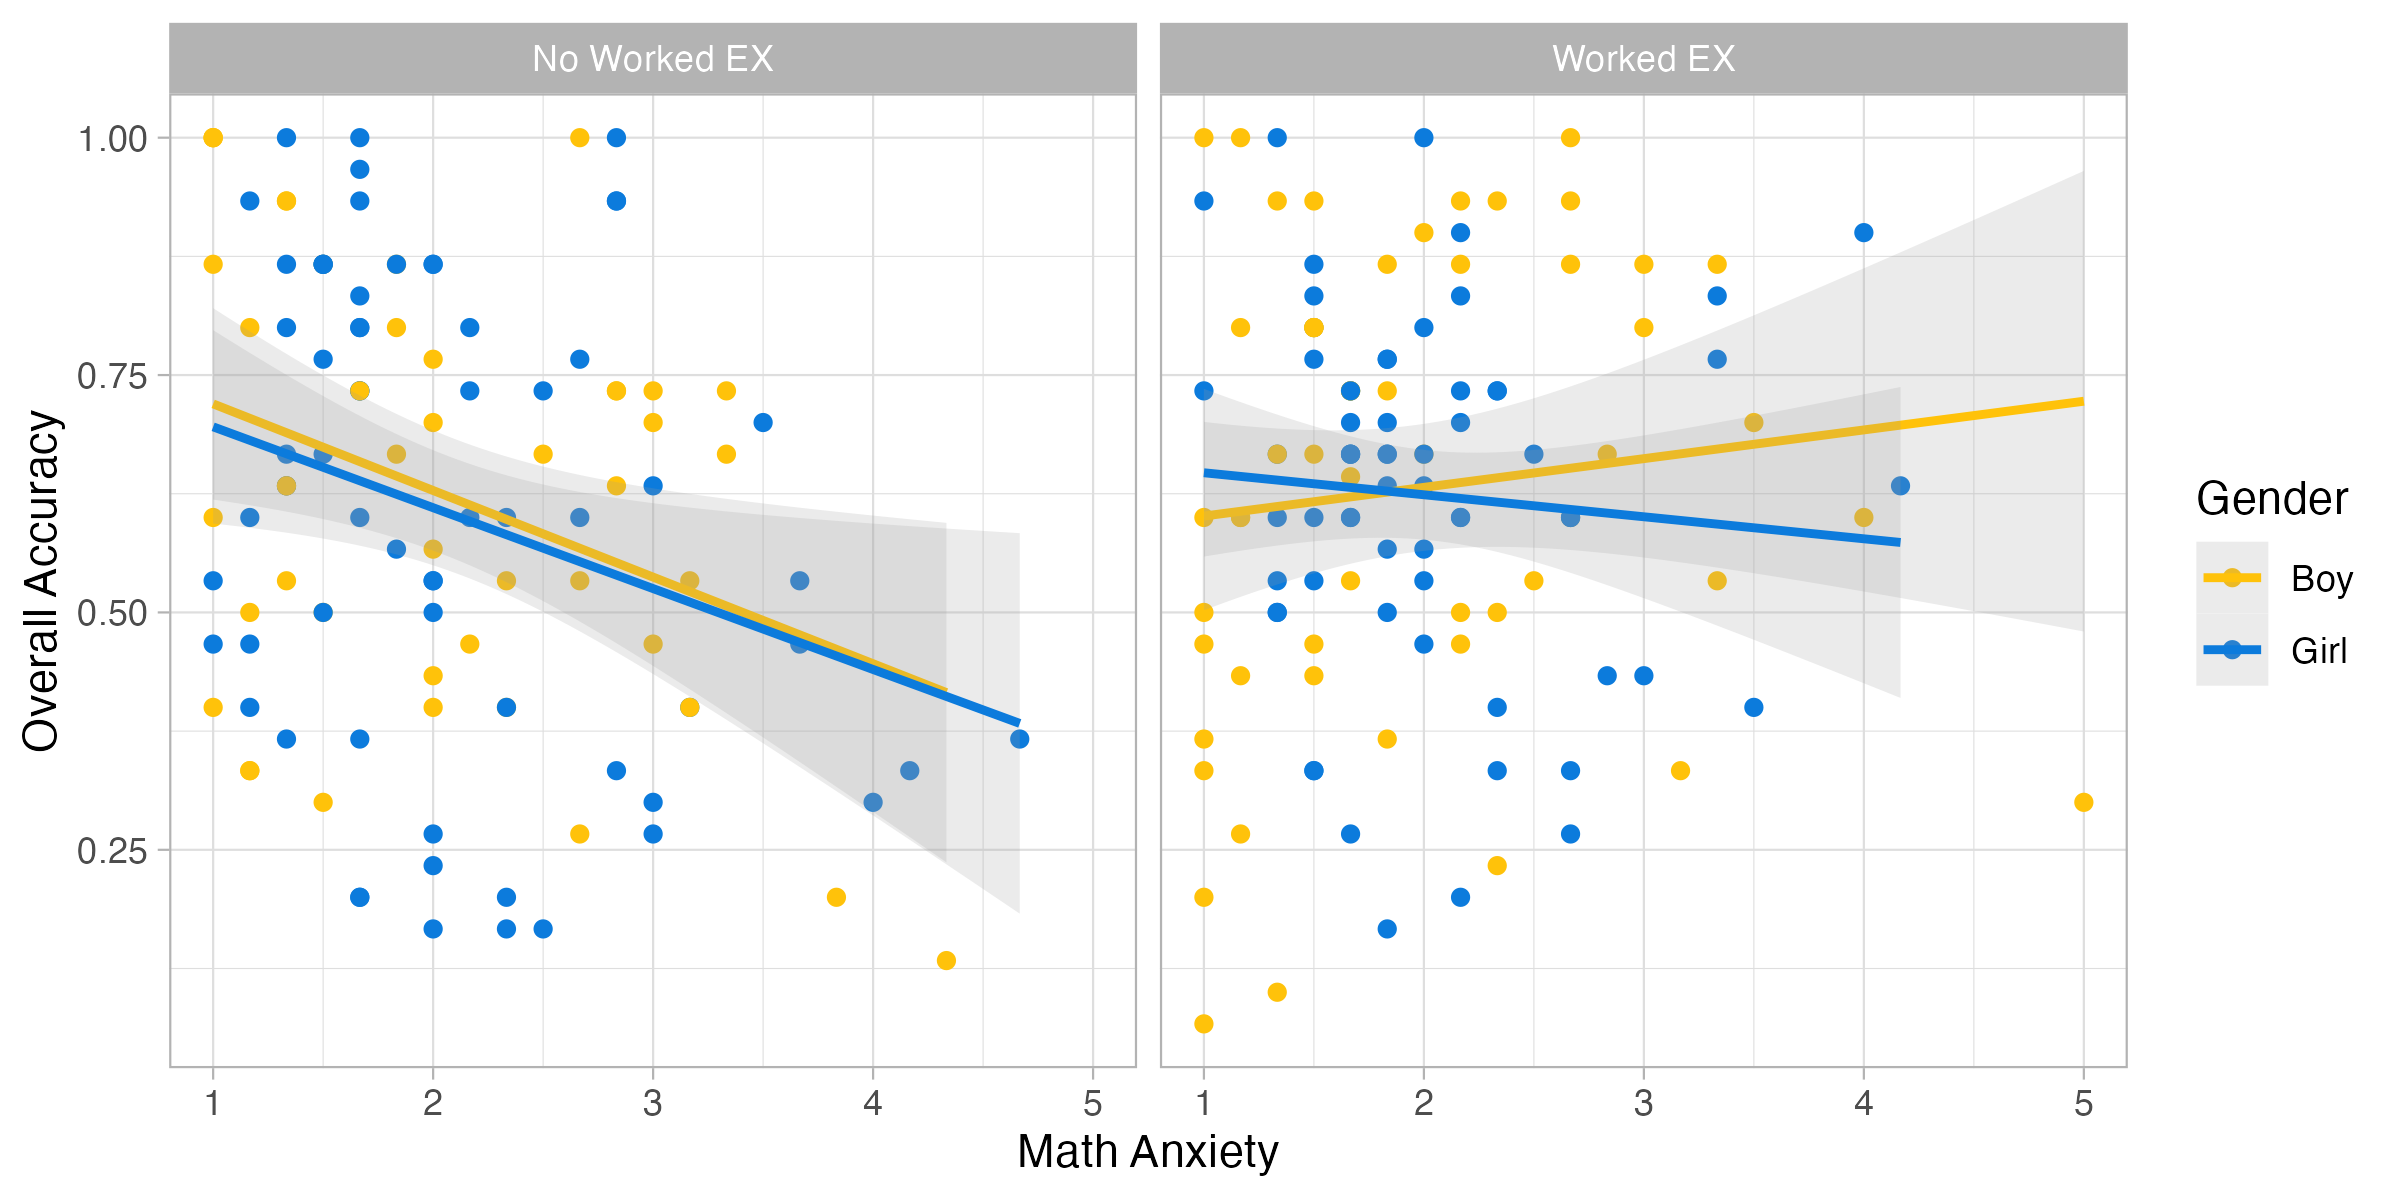 No Worked EX
Worked EX
1.00
0.75
0.50
0.25
Overall Accuracy
1 2 3 4 5
1 2 3 4 5
Math Anxiety
Gender
Boy
Girl